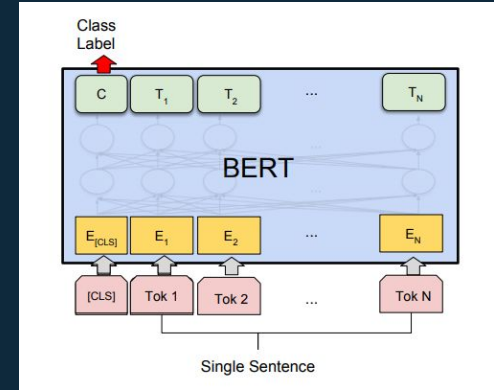 Class
Label
C T1 T2 ... TN
...
BERT
...
E[CLS] E1 E2 ... EN
[CLS] Tok 1 Tok 2 ... Tok N
Single Sentence